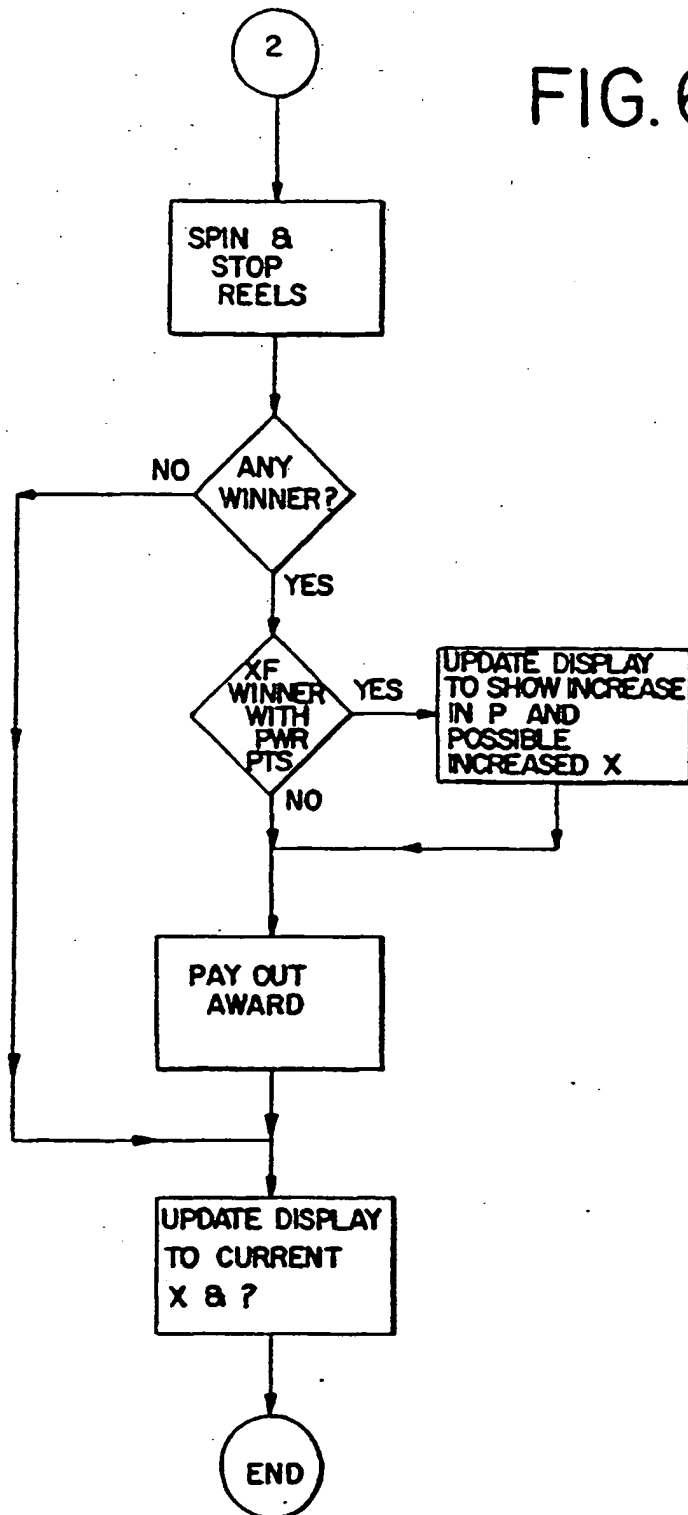 2
FIG. 6
SPIN &
STOP
REELS
NO
ANY
WINNER?
YES
XF
WINNER
WITH
PWR
PTS
YES
UPDATE DISPLAY
TO SHOW INCREASE
IN P AND
POSSIBLE
INCREASED X
NO
PAY OUT
AWARD
UPDATE DISPLAY
TO CURRENT
X & ?
END